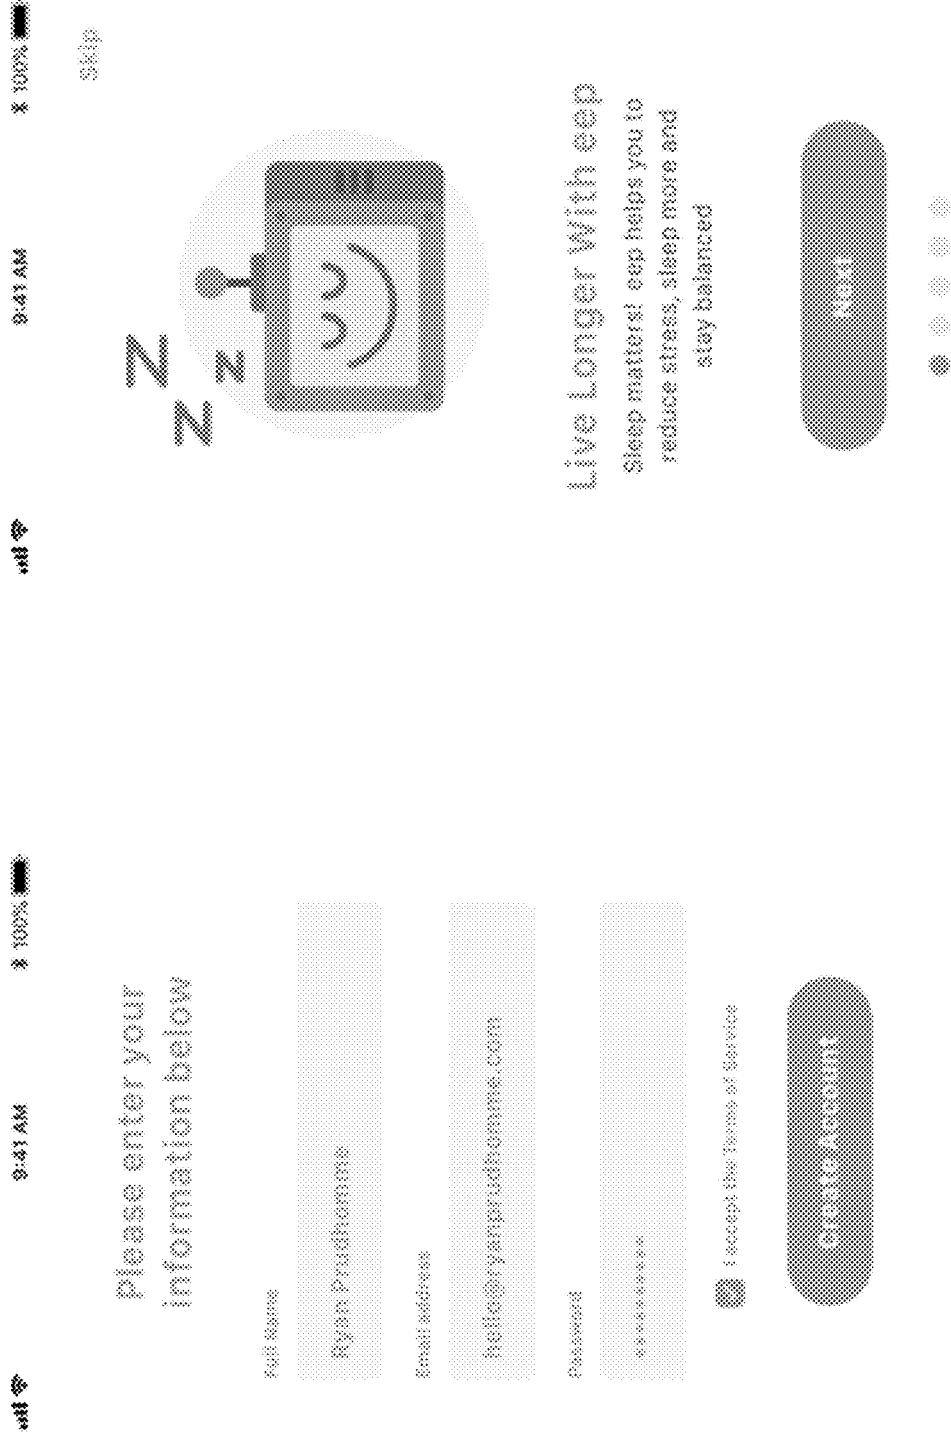 9:41 AM
100%
Please enter your
information below
Full Name
Ryan Prudhomme
Email address
hello@ryanprudhomme.com
Password
I accept the Terms of Service
Create Account
9:41 AM
100%
Skip
Z
Z
Z
Live Longer With eep
Sleep matters! eep helps you to
reduce stress, sleep more and
stay balanced
Next